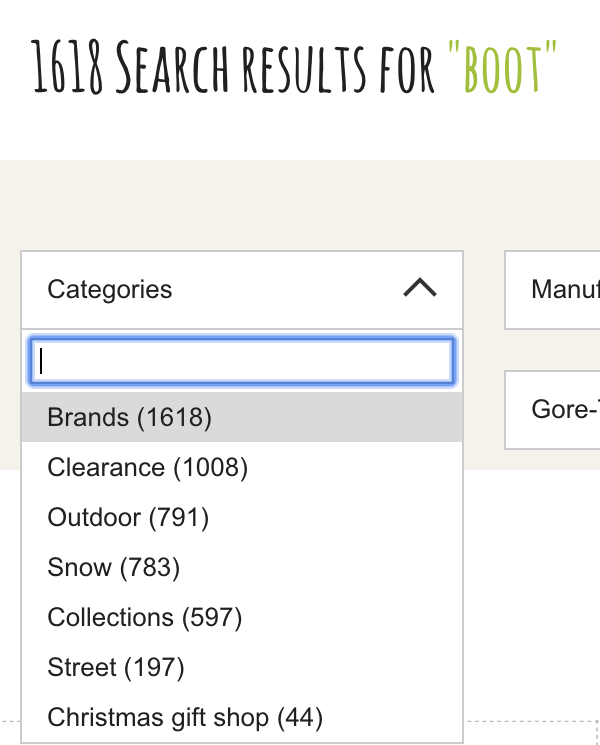 1618 Search results for "boot"
Categories
Manuf
Brands (1618)
Gore-
Clearance (1008)
Outdoor (791)
Snow (783)
Collections (597)
Street (197)
Christmas gift shop (44)